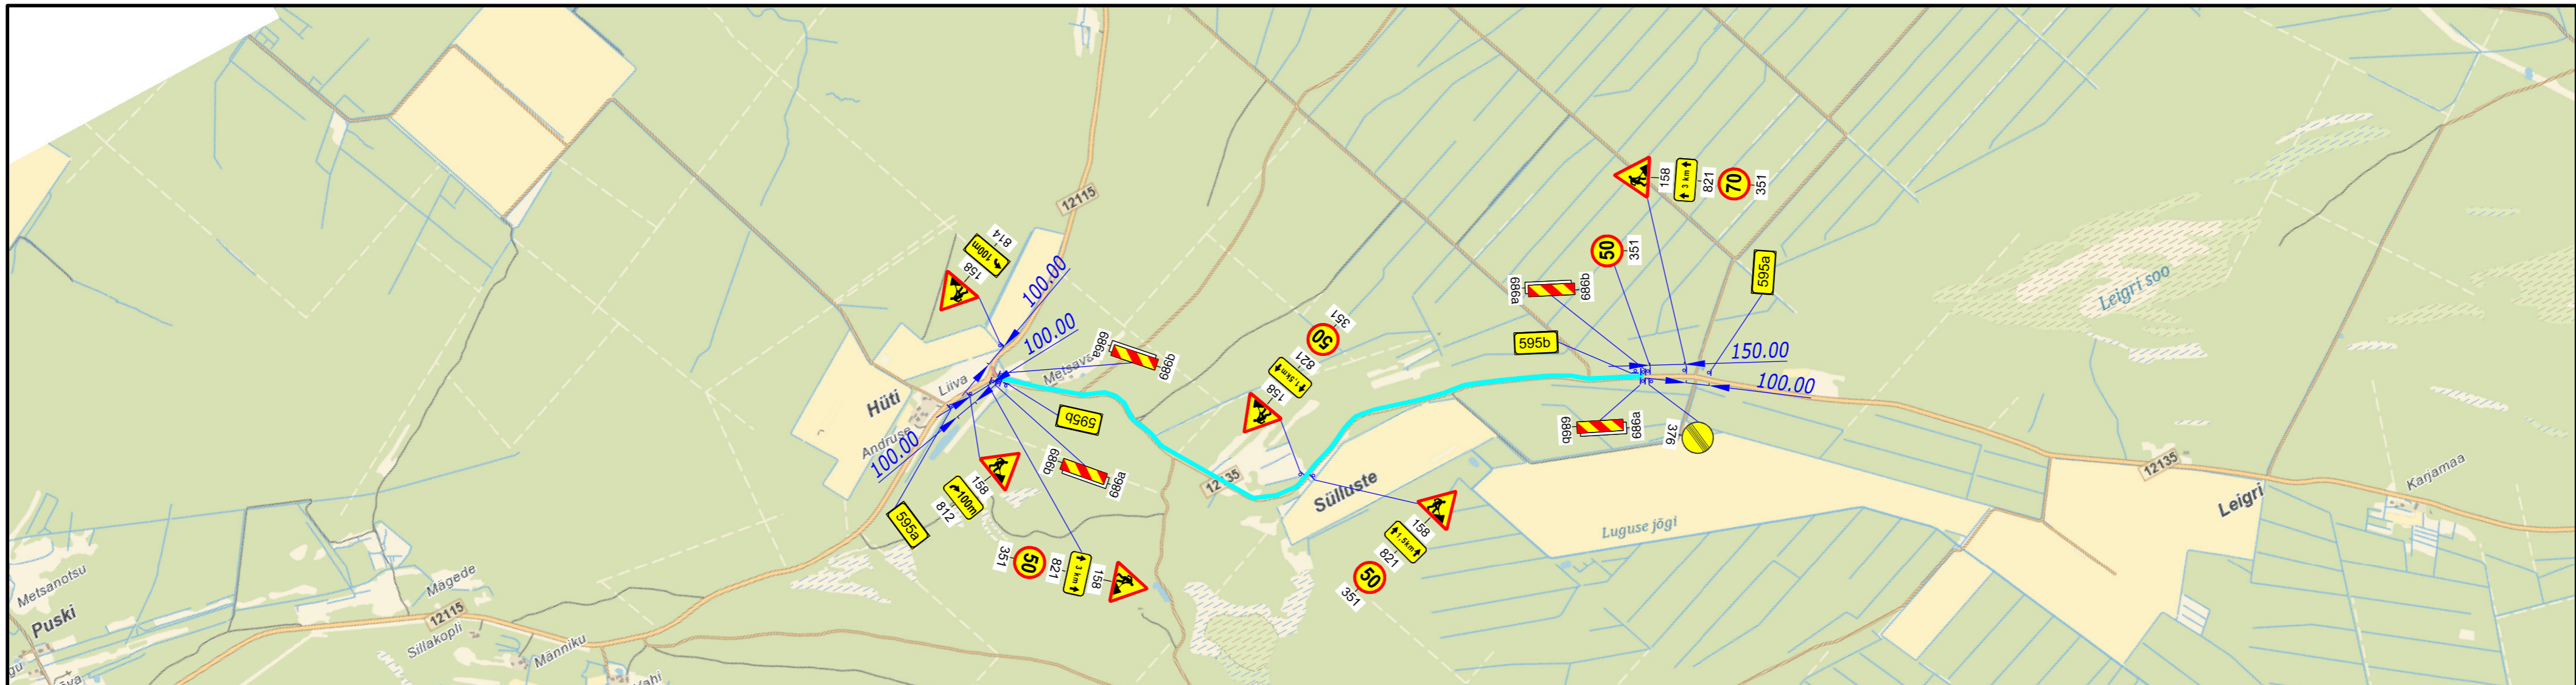 12115
814
100m
158
100.00
100.00
Liiva
Metsava
Hüti
Andruse
100.00
686a
686b
595b
686b
686a
158
100m
812
595a
351
50
821
3 km
158
351
50
821
1,5km
158
12135
Sülluste
158
1,5km
821
50
351
158
3 km
821
70
351
50
351
686a
686b
595a
595b
150.00
100.00
686b
686a
376
Leigri soo
Luguse jõgi
12135
Leigri
Karjamaa
Metsanotsu
Puski
Mägede
12115
Sillakopli
Männiku
Vahi